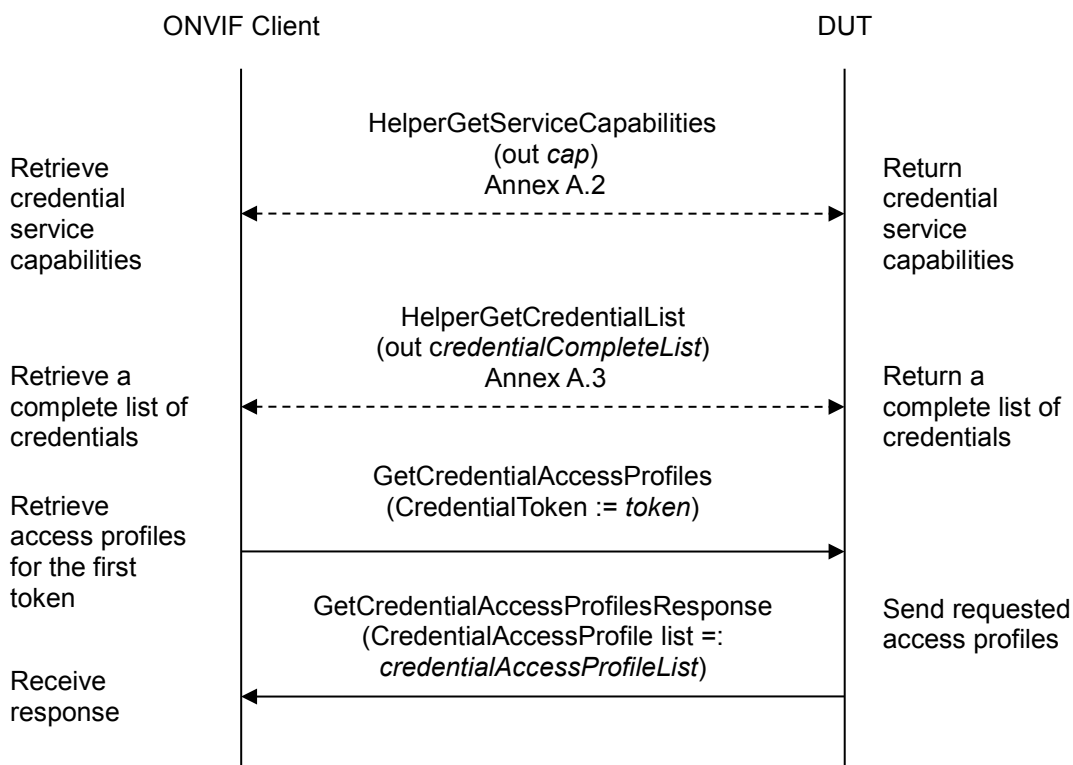 ONVIF Client
DUT
HelperGetServiceCapabilities
(out cap)
Annex A.2
Retrieve
credential
service
capabilities
Return
credential
service
capabilities
HelperGetCredentialList
(out credentialCompleteList)
Annex A.3
Retrieve a
complete list of
credentials
Return a
complete list of
credentials
GetCredentialAccessProfiles
(CredentialToken := token)
Retrieve
access profiles
for the first
token
GetCredentialAccessProfilesResponse
(CredentialAccessProfile list =:
credentialAccessProfileList)
Send requested
access profiles
Receive
response